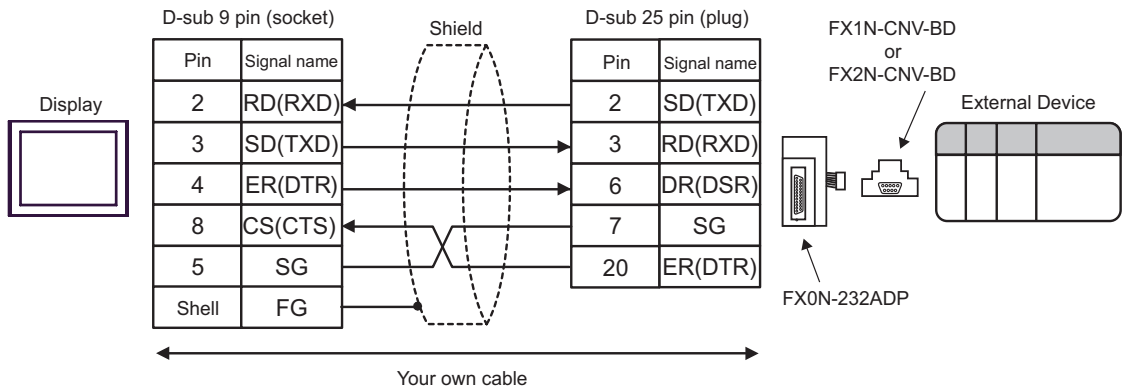 D-sub 9 pin (socket)
Shield
D-sub 25 pin (plug)
FX1N-CNV-BD
or
FX2N-CNV-BD
Display
Pin Signal name
2 RD(RXD)
3 SD(TXD)
4 ER(DTR)
8 CS(CTS)
5 SG
Shell FG
Pin Signal name
2 SD(TXD)
3 RD(RXD)
6 DR(DSR)
7 SG
20 ER(DTR)
External Device
FX0N-232ADP
Your own cable